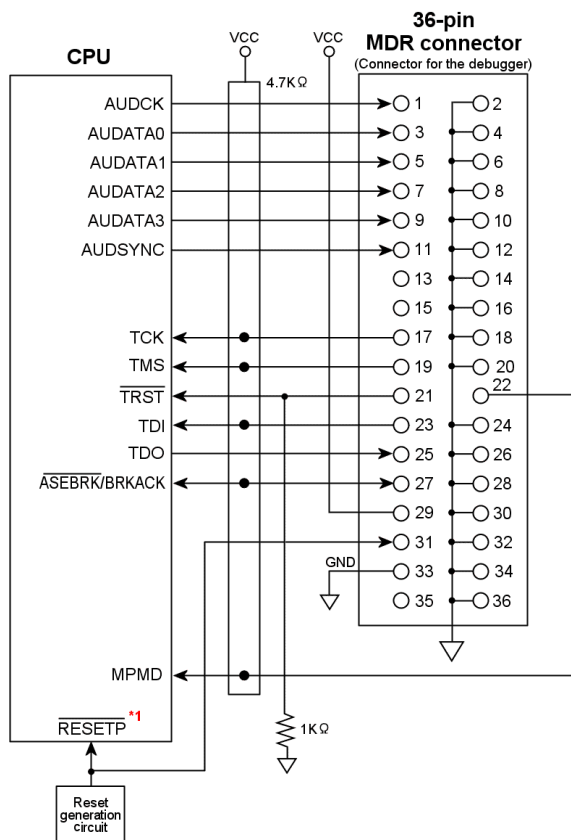 36-pin
MDR connector
(Connector for the debugger)
VCC VCC
CPU
4.7KΩ
AUDCK 1 2
AUDATA0 3 4
AUDATA1 5 6
AUDATA2 7 8
AUDATA3 9 10
AUDSYNC 11 12
13 14
15 16
TCK 17 18
TMS 19 20
TRST 21 22
TDI 23 24
TDO 25 26
ASEBRK/BRKACK 27 28
29 30
31 32
GND 33 34
35 36
MPMD
RESETP *1
1KΩ
Reset
generation
circuit